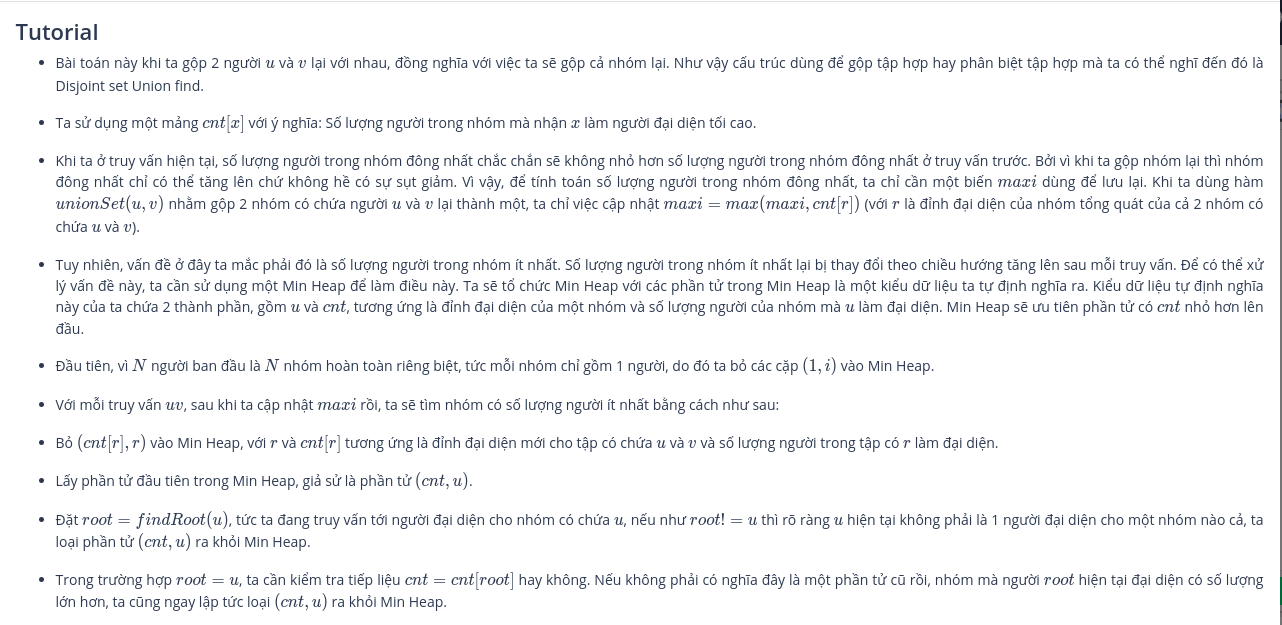 Tutorial
• Bài toán này khi ta gộp 2 người u và v lại với nhau, đồng nghĩa với việc ta sẽ gộp cả nhóm lại. Như vậy cấu trúc dùng để gộp tập hợp hay phân biệt tập hợp mà ta có thể nghĩ đến đó là
Disjoint set Union find.
• Ta sử dụng một mảng cnt[x] với ý nghĩa: Số lượng người trong nhóm mà nhận x làm người đại diện tối cao.
• Khi ta ở truy vấn hiện tại, số lượng người trong nhóm đông nhất chắc chắn sẽ không nhỏ hơn số lượng người trong nhóm đông nhất ở truy vấn trước. Bởi vì khi ta gộp nhóm lại thì nhóm
đông nhất chỉ có thể tăng lên chứ không hề có sự sụt giảm. Vì vậy, để tính toán số lượng người trong nhóm đông nhất, ta chỉ cần một biến maxi dùng để lưu lại. Khi ta dùng hàm
unionSet(u, v) nhằm gộp 2 nhóm có chứa người u và v lại thành một, ta chỉ việc cập nhật maxi = max(maxi, cnt[r]) (với r là đỉnh đại diện của nhóm tổng quát của cả 2 nhóm có
chứa u và v).
• Tuy nhiên, vấn đề ở đây ta mắc phải đó là số lượng người trong nhóm ít nhất. Số lượng người trong nhóm ít nhất lại bị thay đổi theo chiều hướng tăng lên sau mỗi truy vấn. Để có thể xử
lý vấn đề này, ta cần sử dụng một Min Heap để làm điều này. Ta sẽ tổ chức Min Heap với các phần tử trong Min Heap là một kiểu dữ liệu ta tự định nghĩa ra. Kiểu dữ liệu tự định nghĩa
này của ta chứa 2 thành phần, gồm u và cnt, tương ứng là đỉnh đại diện của một nhóm và số lượng người của nhóm mà u làm đại diện. Min Heap sẽ ưu tiên phần tử có cnt nhỏ hơn lên
đầu.
• Đầu tiên, vì N người ban đầu là N nhóm hoàn toàn riêng biệt, tức mỗi nhóm chỉ gồm 1 người, do đó ta bỏ các cặp (1, i) vào Min Heap.
• Với mỗi truy vấn uv, sau khi ta cập nhật maxi rồi, ta sẽ tìm nhóm có số lượng người ít nhất bằng cách như sau:
• Bỏ (cnt[r], r) vào Min Heap, với r và cnt[r] tương ứng là đỉnh đại diện mới cho tập có chứa u và v và số lượng người trong tập có r làm đại diện.
• Lấy phần tử đầu tiên trong Min Heap, giả sử là phần tử (cnt, u).
• Đặt root = findRoot(u), tức ta đang truy vấn tới người đại diện cho nhóm có chứa u, nếu như root! = u thì rõ ràng u hiện tại không phải là 1 người đại diện cho một nhóm nào cả, ta
loại phần tử (cnt, u) ra khỏi Min Heap.
• Trong trường hợp root = u, ta cần kiểm tra tiếp liệu cnt = cnt[root] hay không. Nếu không phải có nghĩa đây là một phần tử cũ rồi, nhóm mà người root hiện tại đại diện có số lượng
lớn hơn, ta cũng ngay lập tức loại (cnt, u) ra khỏi Min Heap.